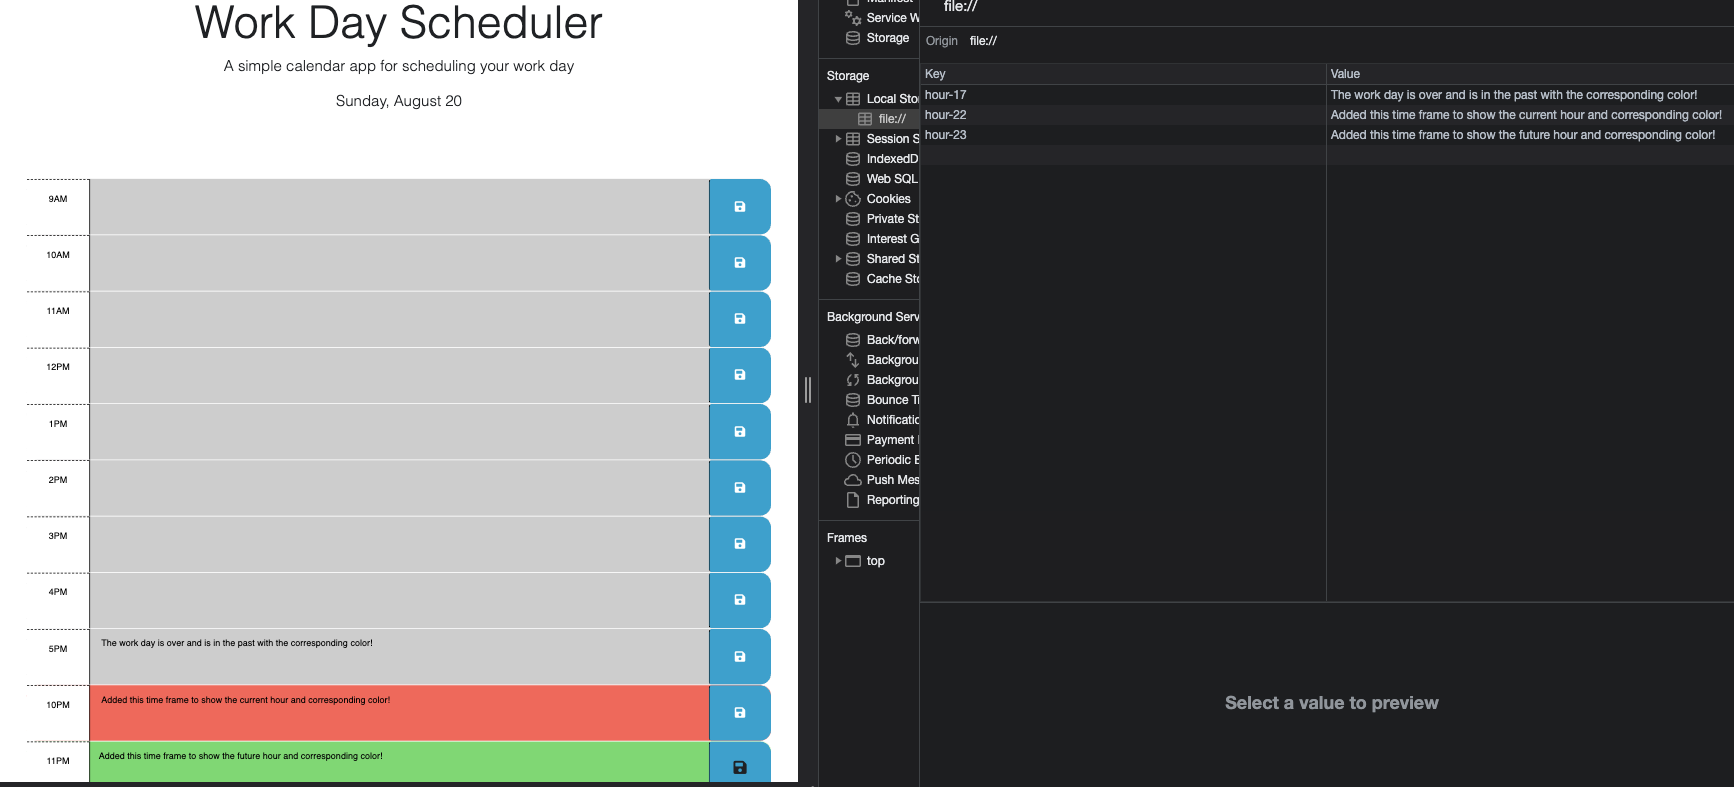 Work Day Scheduler
A simple calendar app for scheduling your work day
Sunday, August 20
9AM
10AM
11AM
12PM
1PM
2PM
3PM
4PM
5PM The work day is over and is in the past with the corresponding color!
10PM Added this time frame to show the current hour and corresponding color!
11PM Added this time frame to show the future hour and corresponding color!
Manifest
Service W
Storage
Storage
Local Sto
file://
Session S
IndexedD
Web SQL
Cookies
Private St
Interest G
Shared St
Cache Sto
Background Serv
Back/forw
Backgrou
Backgrou
Bounce Ti
Notificatio
Payment
Periodic B
Push Mes
Reporting
Frames
top
file://
Origin file://
Key Value
hour-17 The work day is over and is in the past with the corresponding color!
hour-22 Added this time frame to show the current hour and corresponding color!
hour-23 Added this time frame to show the future hour and corresponding color!
Select a value to preview